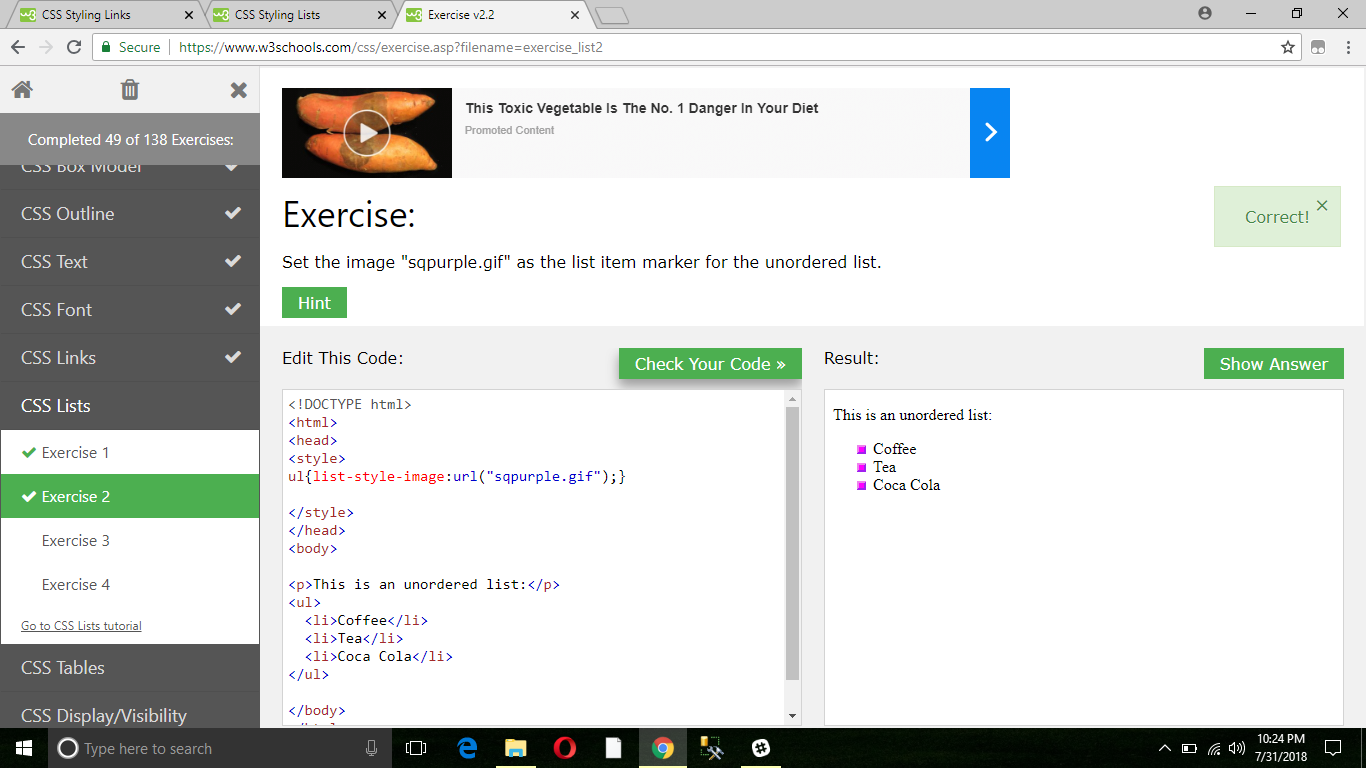 CSS Styling Links
CSS Styling Lists
Exercise v2.2
Secure
https://www.w3schools.com/css/exercise.asp?filename=exercise_list2
Completed 49 of 138 Exercises:
CSS Box Model
CSS Outline
CSS Text
CSS Font
CSS Links
CSS Lists
Exercise 1
Exercise 2
Exercise 3
Exercise 4
Go to CSS Lists tutorial
CSS Tables
CSS Display/Visibility
This Toxic Vegetable Is The No. 1 Danger In Your Diet
Promoted Content
Exercise:
Correct!
Set the image "sqpurple.gif" as the list item marker for the unordered list.
Hint
Edit This Code:
Check Your Code »
<!DOCTYPE html>
<html>
<head>
<style>
ul{list-style-image:url("sqpurple.gif");}
</style>
</head>
<body>
<p>This is an unordered list:</p>
<ul>
<li>Coffee</li>
<li>Tea</li>
<li>Coca Cola</li>
</ul>
</body>
Result:
Show Answer
This is an unordered list:
Coffee
Tea
Coca Cola
Type here to search
10:24 PM
7/31/2018